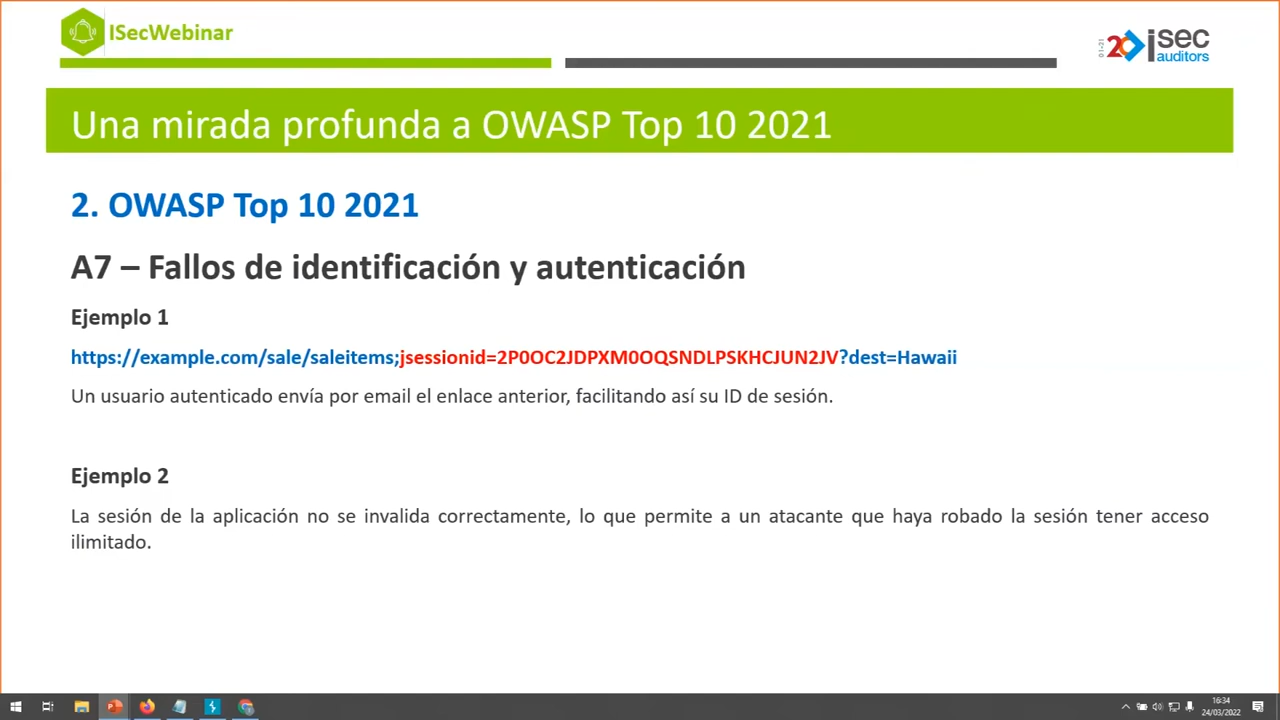 ISecWebinar
01-21
20 isec
auditors
Una mirada profunda a OWASP Top 10 2021
2. OWASP Top 10 2021
A7 – Fallos de identificación y autenticación
Ejemplo 1
https://example.com/sale/saleitems;jsessionid=2P0OC2JDPXM0OQSNDLPSKHCJUN2JV?dest=Hawaii
Un usuario autenticado envía por email el enlace anterior, facilitando así su ID de sesión.
Ejemplo 2
La sesión de la aplicación no se invalida correctamente, lo que permite a un atacante que haya robado la sesión tener acceso
ilimitado.
16:34
24/03/2022